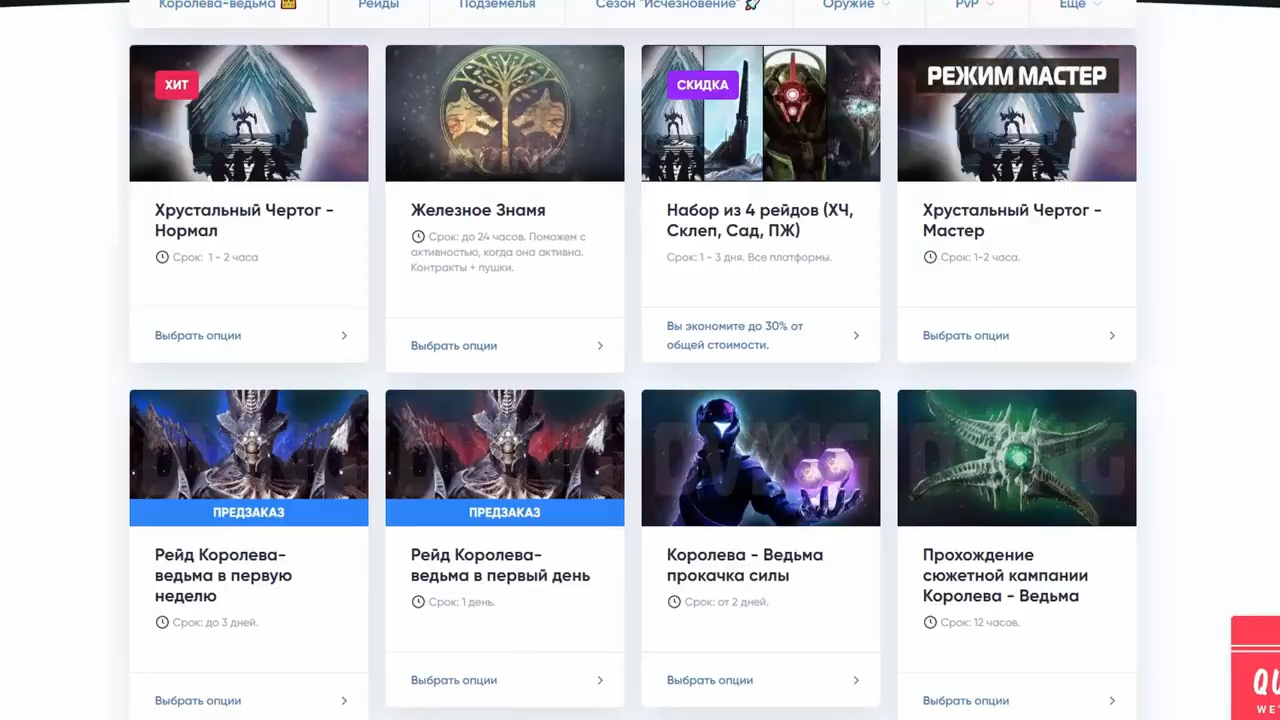 Королева-ведьма
Рейды
Подземелья
Сезон "Исчезновение"
Оружие
PvP
Еще
ХИТ
Хрустальный Чертог -
Нормал
Срок: 1 - 2 часа
Выбрать опции
Железное Знамя
Срок: до 24 часов. Поможем с
активностью, когда она активна.
Контракты + пушки.
Выбрать опции
СКИДКА
Набор из 4 рейдов (ХЧ,
Склеп, Сад, ПЖ)
Срок: 1 - 3 дня. Все платформы.
Вы экономите до 30% от
общей стоимости.
РЕЖИМ МАСТЕР
Хрустальный Чертог -
Мастер
Срок: 1-2 часа.
Выбрать опции
ПРЕДЗАКАЗ
Рейд Королева-
ведьма в первую
неделю
Срок: до 3 дней.
Выбрать опции
ПРЕДЗАКАЗ
Рейд Королева-
ведьма в первый день
Срок: 1 день.
Выбрать опции
Королева - Ведьма
прокачка силы
Срок: от 2 дней.
Выбрать опции
Прохождение
сюжетной кампании
Королева - Ведьма
Срок: 12 часов.
Выбрать опции